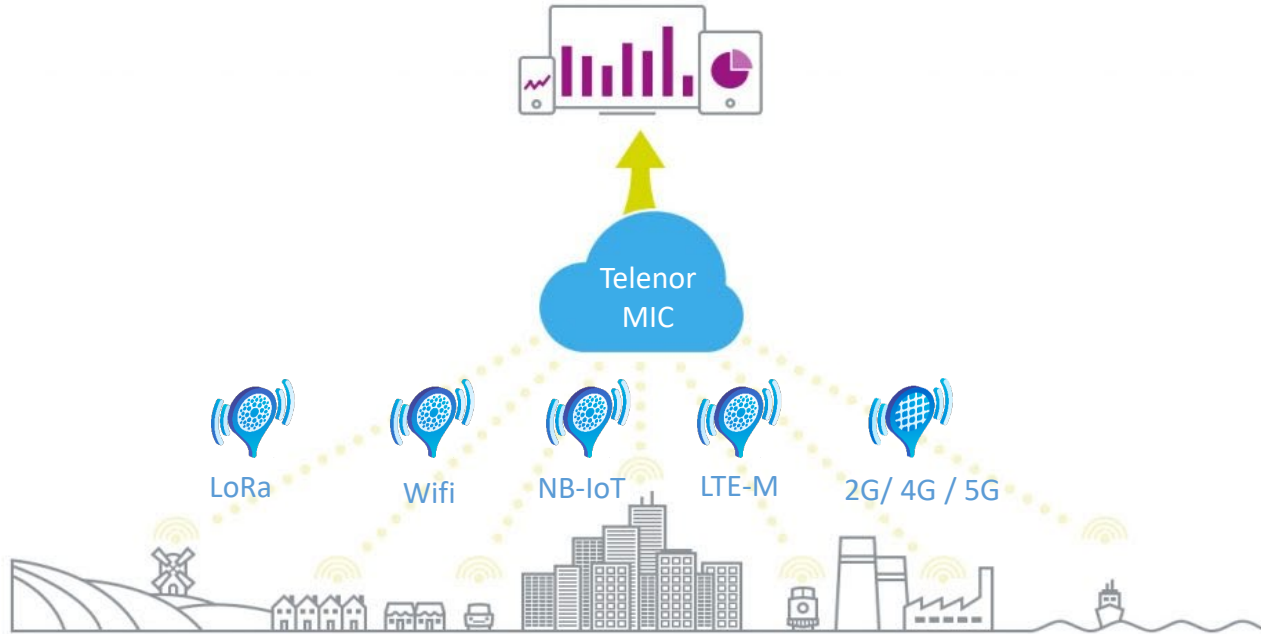 Telenor
MIC
LoRa
Wifi
NB-IoT
LTE-M
2G/ 4G / 5G